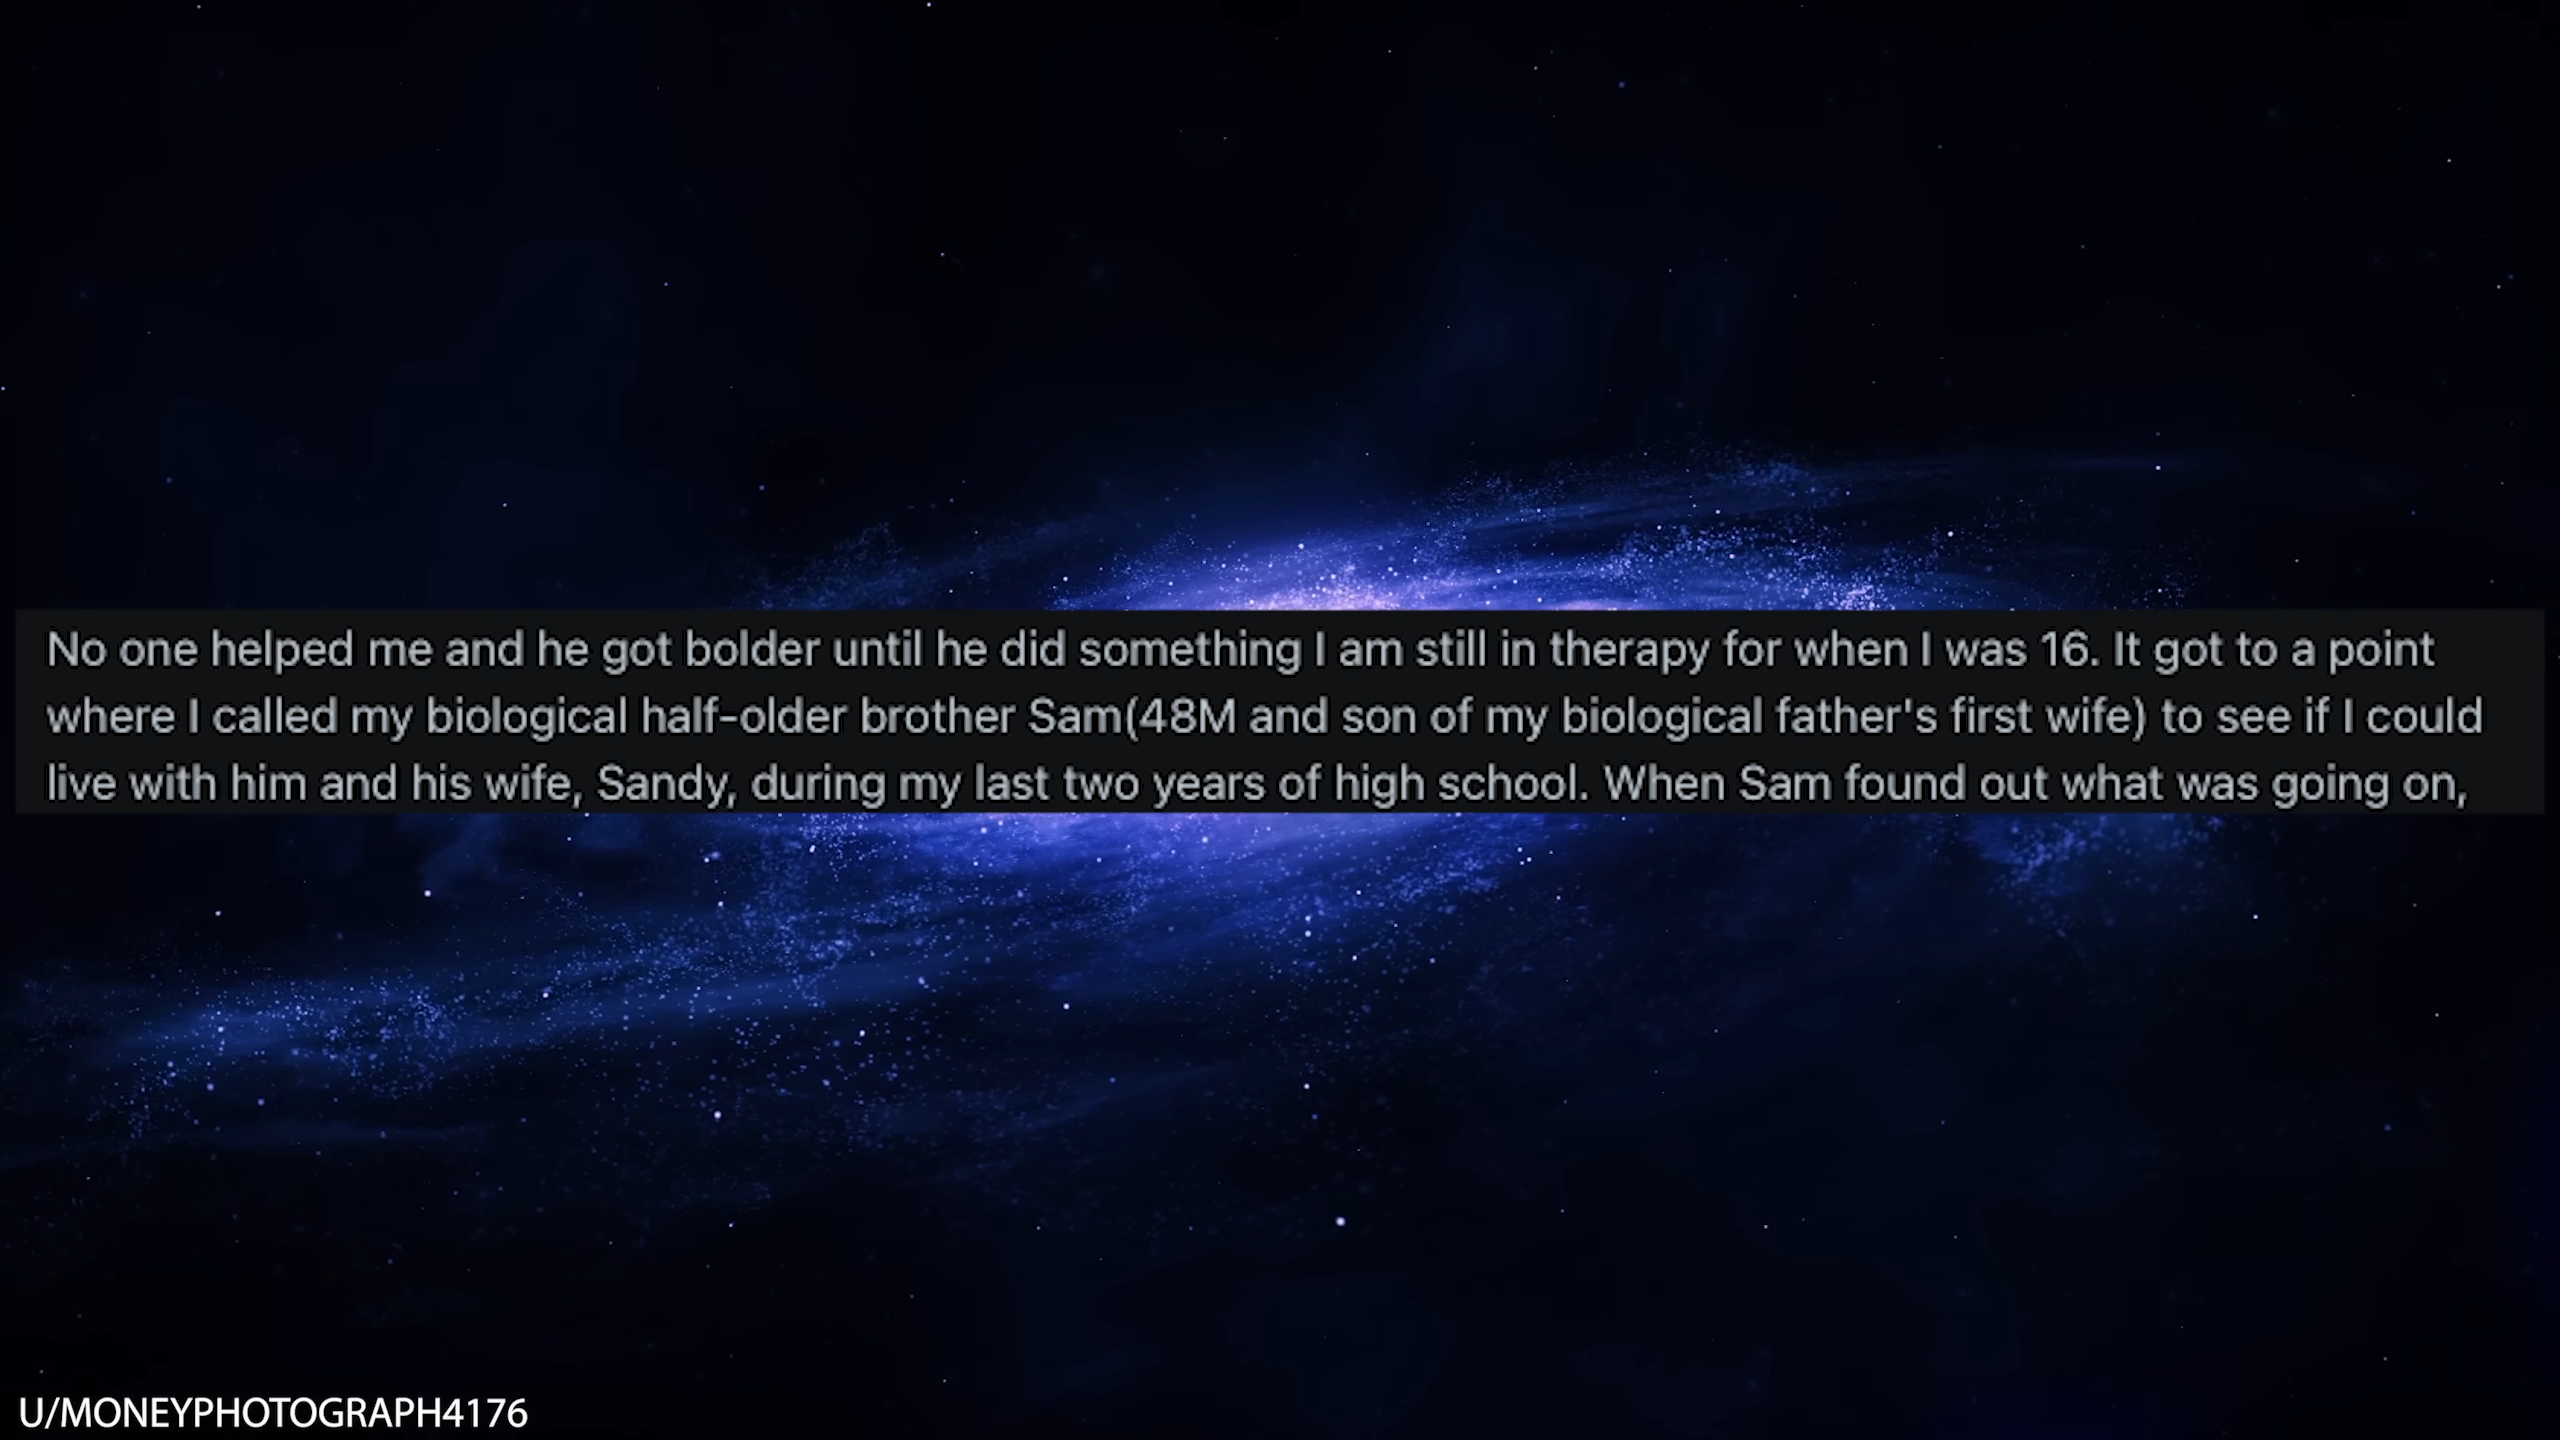 No one helped me and he got bolder until he did something I am still in therapy for when I was 16. It got to a point
where I called my biological half-older brother Sam(48M and son of my biological father's first wife) to see if I could
live with him and his wife, Sandy, during my last two years of high school. When Sam found out what was going on,
U/MONEYPHOTOGRAPH4176